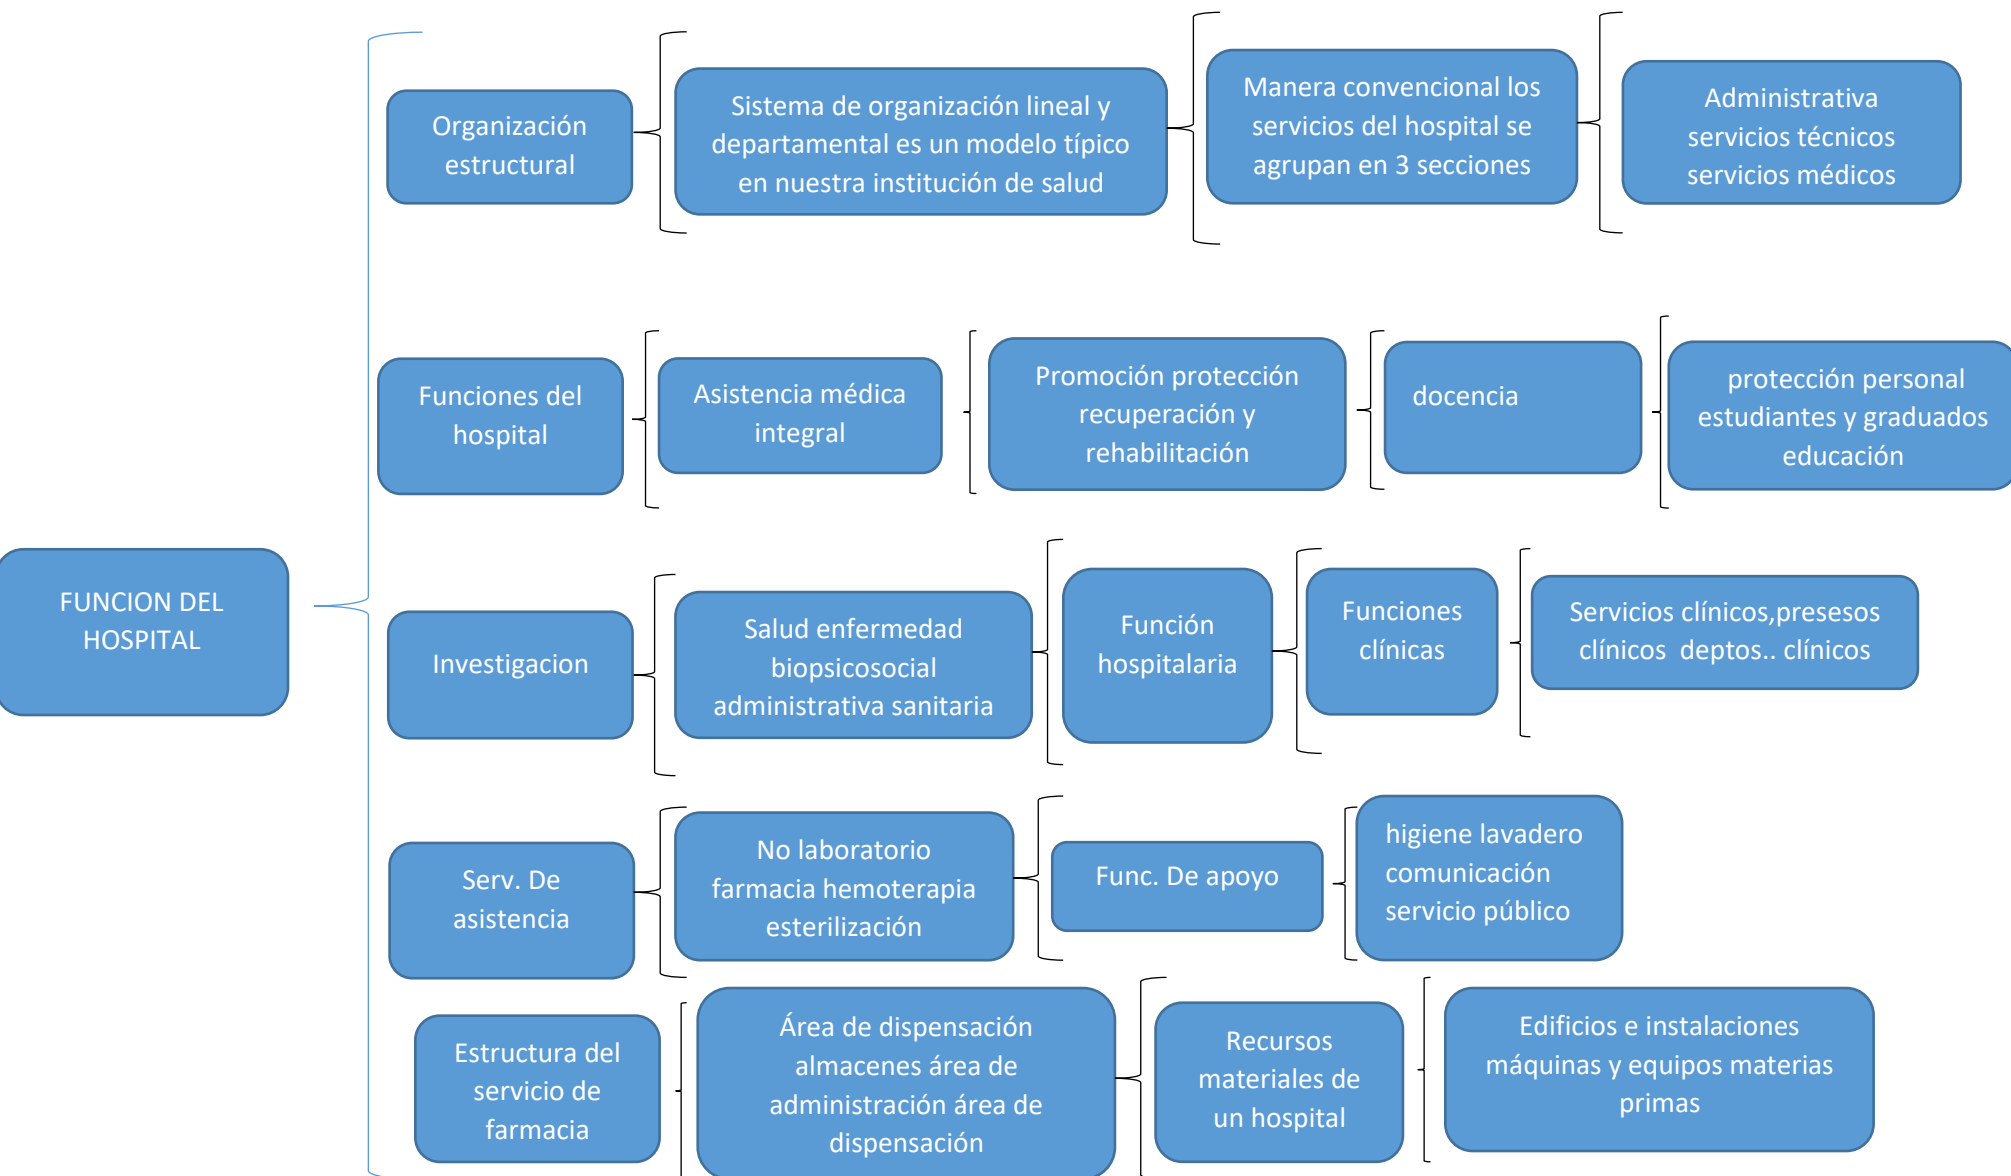 Organización
estructural
Sistema de organización lineal y
departamental es un modelo típico
en nuestra institución de salud
Manera convencional los
servicios del hospital se
agrupan en 3 secciones
Administrativa
servicios técnicos
servicios médicos
Funciones del
hospital
Asistencia médica
integral
Promoción protección
recuperación y
rehabilitación
docencia
protección personal
estudiantes y graduados
educación
FUNCION DEL
HOSPITAL
Investigacion
Salud enfermedad
biopsicosocial
administrativa sanitaria
Función
hospitalaria
Funciones
clínicas
Servicios clínicos,presesos
clínicos deptos.. clínicos
Serv. De
asistencia
No laboratorio
farmacia hemoterapia
esterilización
Func. De apoyo
higiene lavadero
comunicación
servicio público
Estructura del
servicio de
farmacia
Área de dispensación
almacenes área de
administración área de
dispensación
Recursos
materiales de
un hospital
Edificios e instalaciones
máquinas y equipos materias
primas